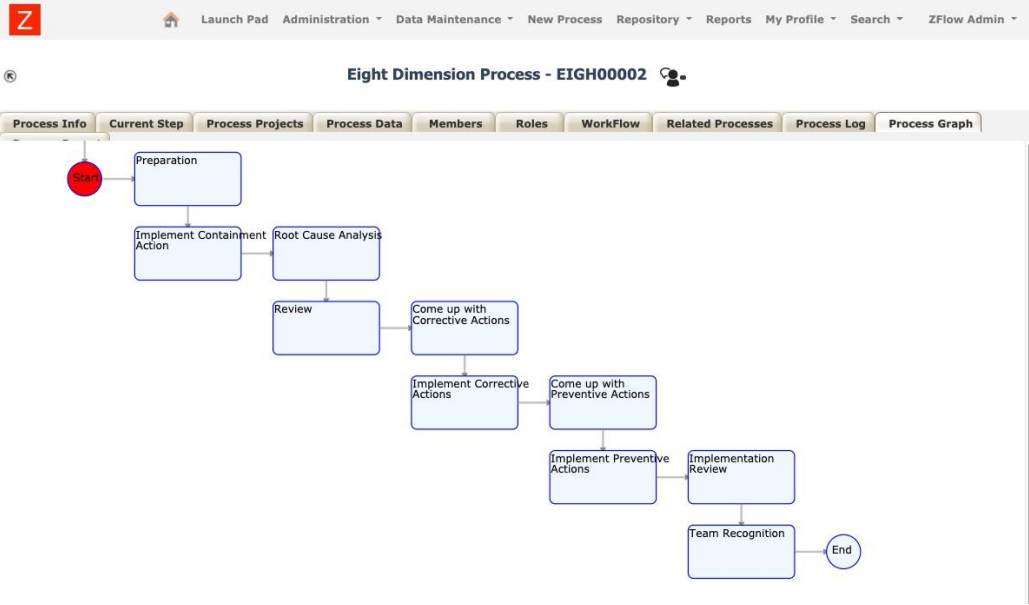 Z
Launch Pad Administration Data Maintenance New Process Repository Reports My Profile Search ZFlow Admin
Eight Dimension Process - EIGH00002
Process Info Current Step Process Projects Process Data Members Roles WorkFlow Related Processes Process Log Process Graph
Start
Preparation
Implement Containment
Action
Root Cause Analysis
Review
Come up with
Corrective Actions
Implement Corrective
Actions
Come up with
Preventive Actions
Implement Preventive
Actions
Implementation
Review
Team Recognition
End